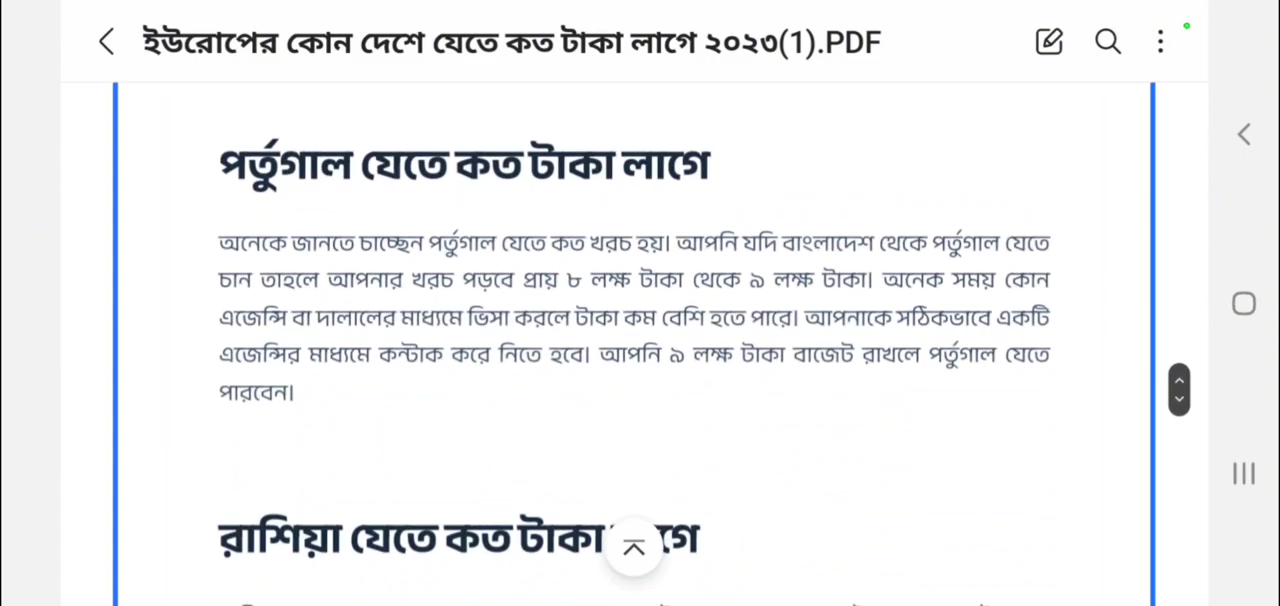 ইউরোপের কোন দেশে যেতে কত টাকা লাগে ২০২৩(1).PDF
পর্তুগাল যেতে কত টাকা লাগে
অনেকে জানতে চাচ্ছেন পর্তুগাল যেতে কত খরচ হয়। আপনি যদি বাংলাদেশ থেকে পর্তুগাল যেতে
চান তাহলে আপনার খরচ পড়বে প্রায় ৮ লক্ষ টাকা থেকে ৯ লক্ষ টাকা। অনেক সময় কোন
এজেন্সি বা দালালের মাধ্যমে ভিসা করলে টাকা কম বেশি হতে পারে। আপনাকে সঠিকভাবে একটি
এজেন্সির মাধ্যমে কন্টাক করে নিতে হবে। আপনি ৯ লক্ষ টাকা বাজেট রাখলে পর্তুগাল যেতে
পারবেন।
রাশিয়া যেতে কত টাকা